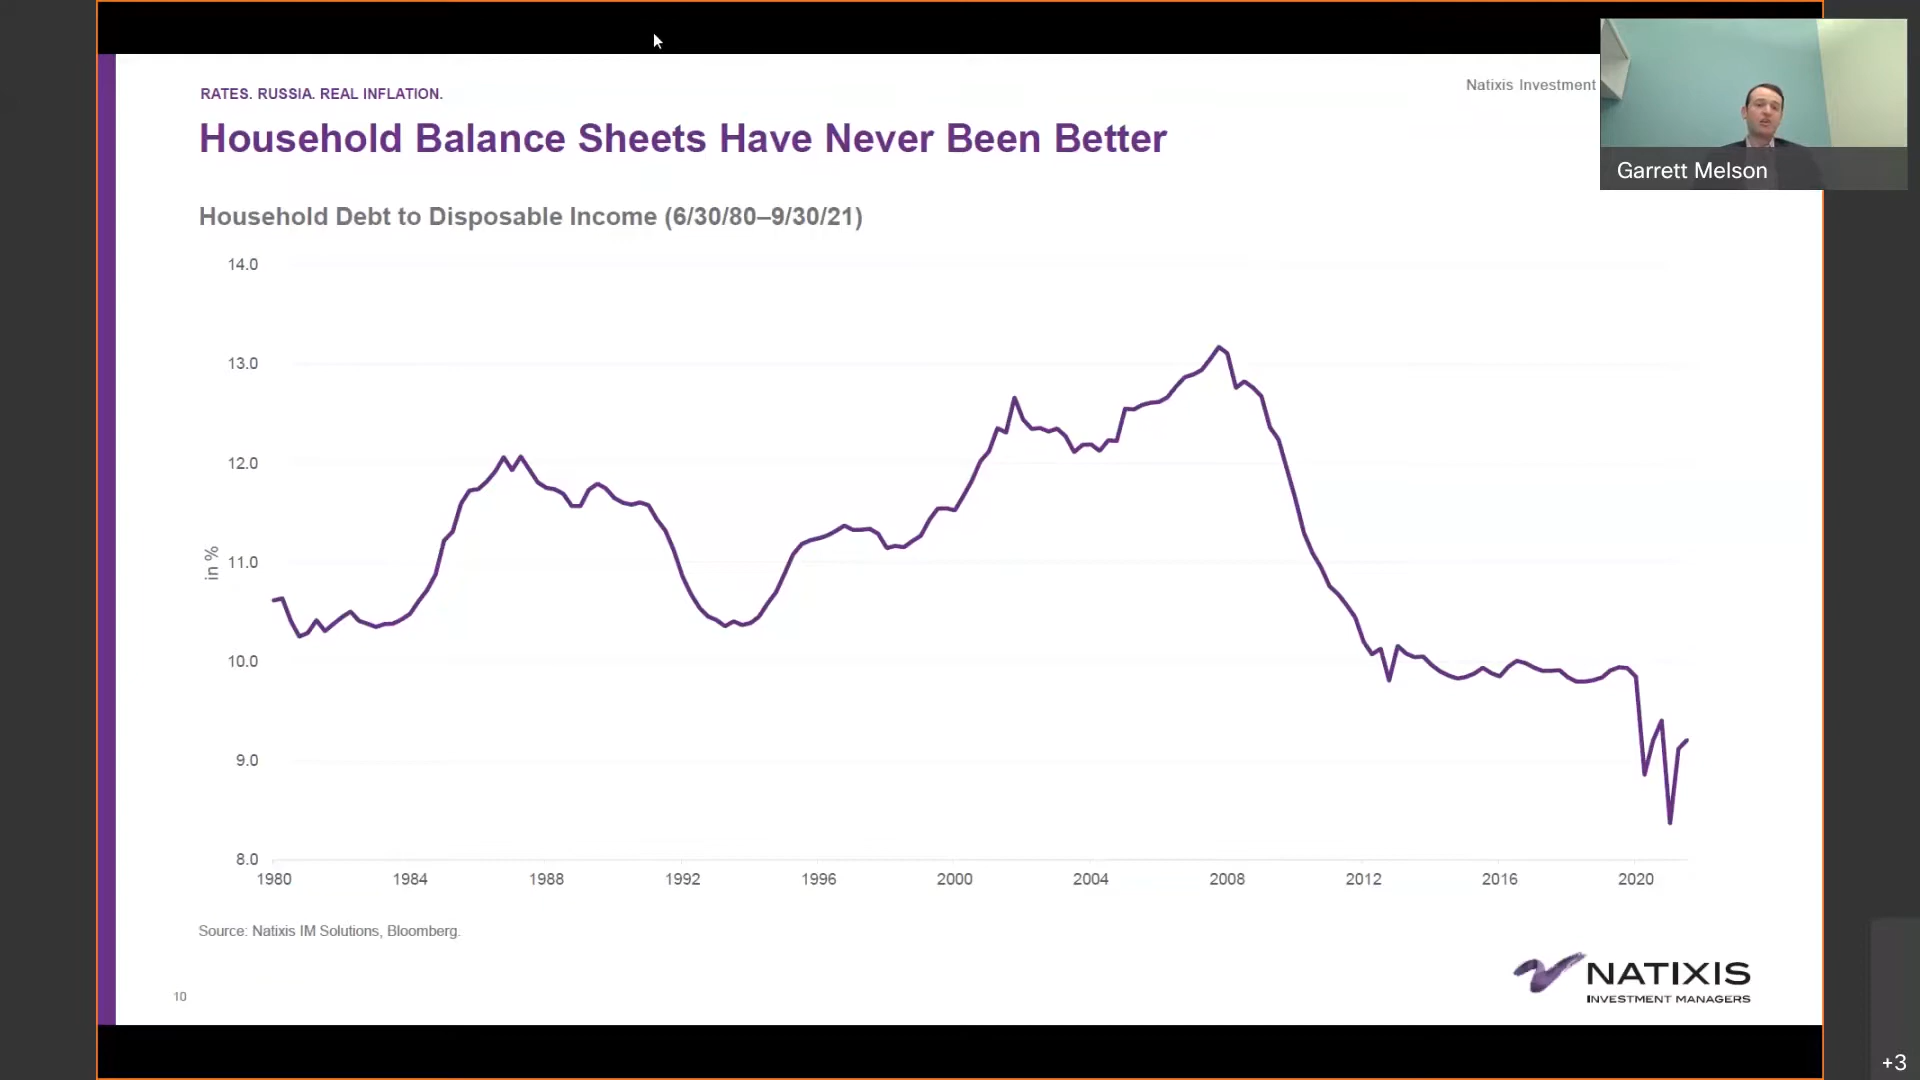 RATES. RUSSIA. REAL INFLATION.
Natixis Investment
Household Balance Sheets Have Never Been Better
Garrett Melson
Household Debt to Disposable Income (6/30/80–9/30/21)
14.0
13.0
12.0
11.0
10.0
9.0
8.0
in %
1980 1984 1988 1992 1996 2000 2004 2008 2012 2016 2020
Source: Natixis IM Solutions, Bloomberg.
NATIXIS
INVESTMENT MANAGERS
10
+3